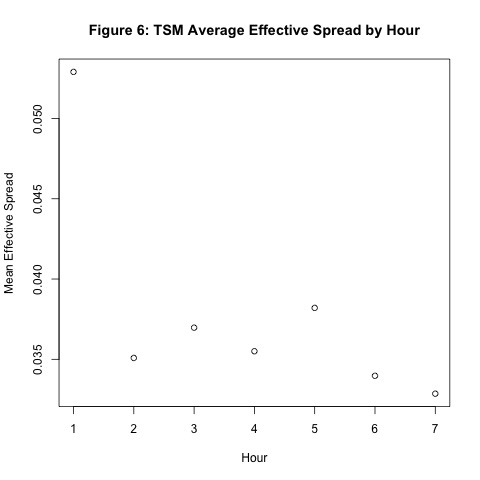 Figure 6: TSM Average Effective Spread by Hour
Mean Effective Spread
0.050
0.045
0.040
0.035
1 2 3 4 5 6 7
Hour